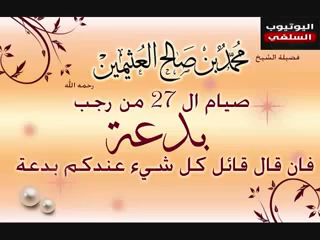 اليوتيوب
السلفي
فضيلة الشيخ
محمد بن صالح العثيمين
رحمه الله
صيام ال 27 من رجب
بدعة
فان قال قائل كل شيء عندكم بدعة